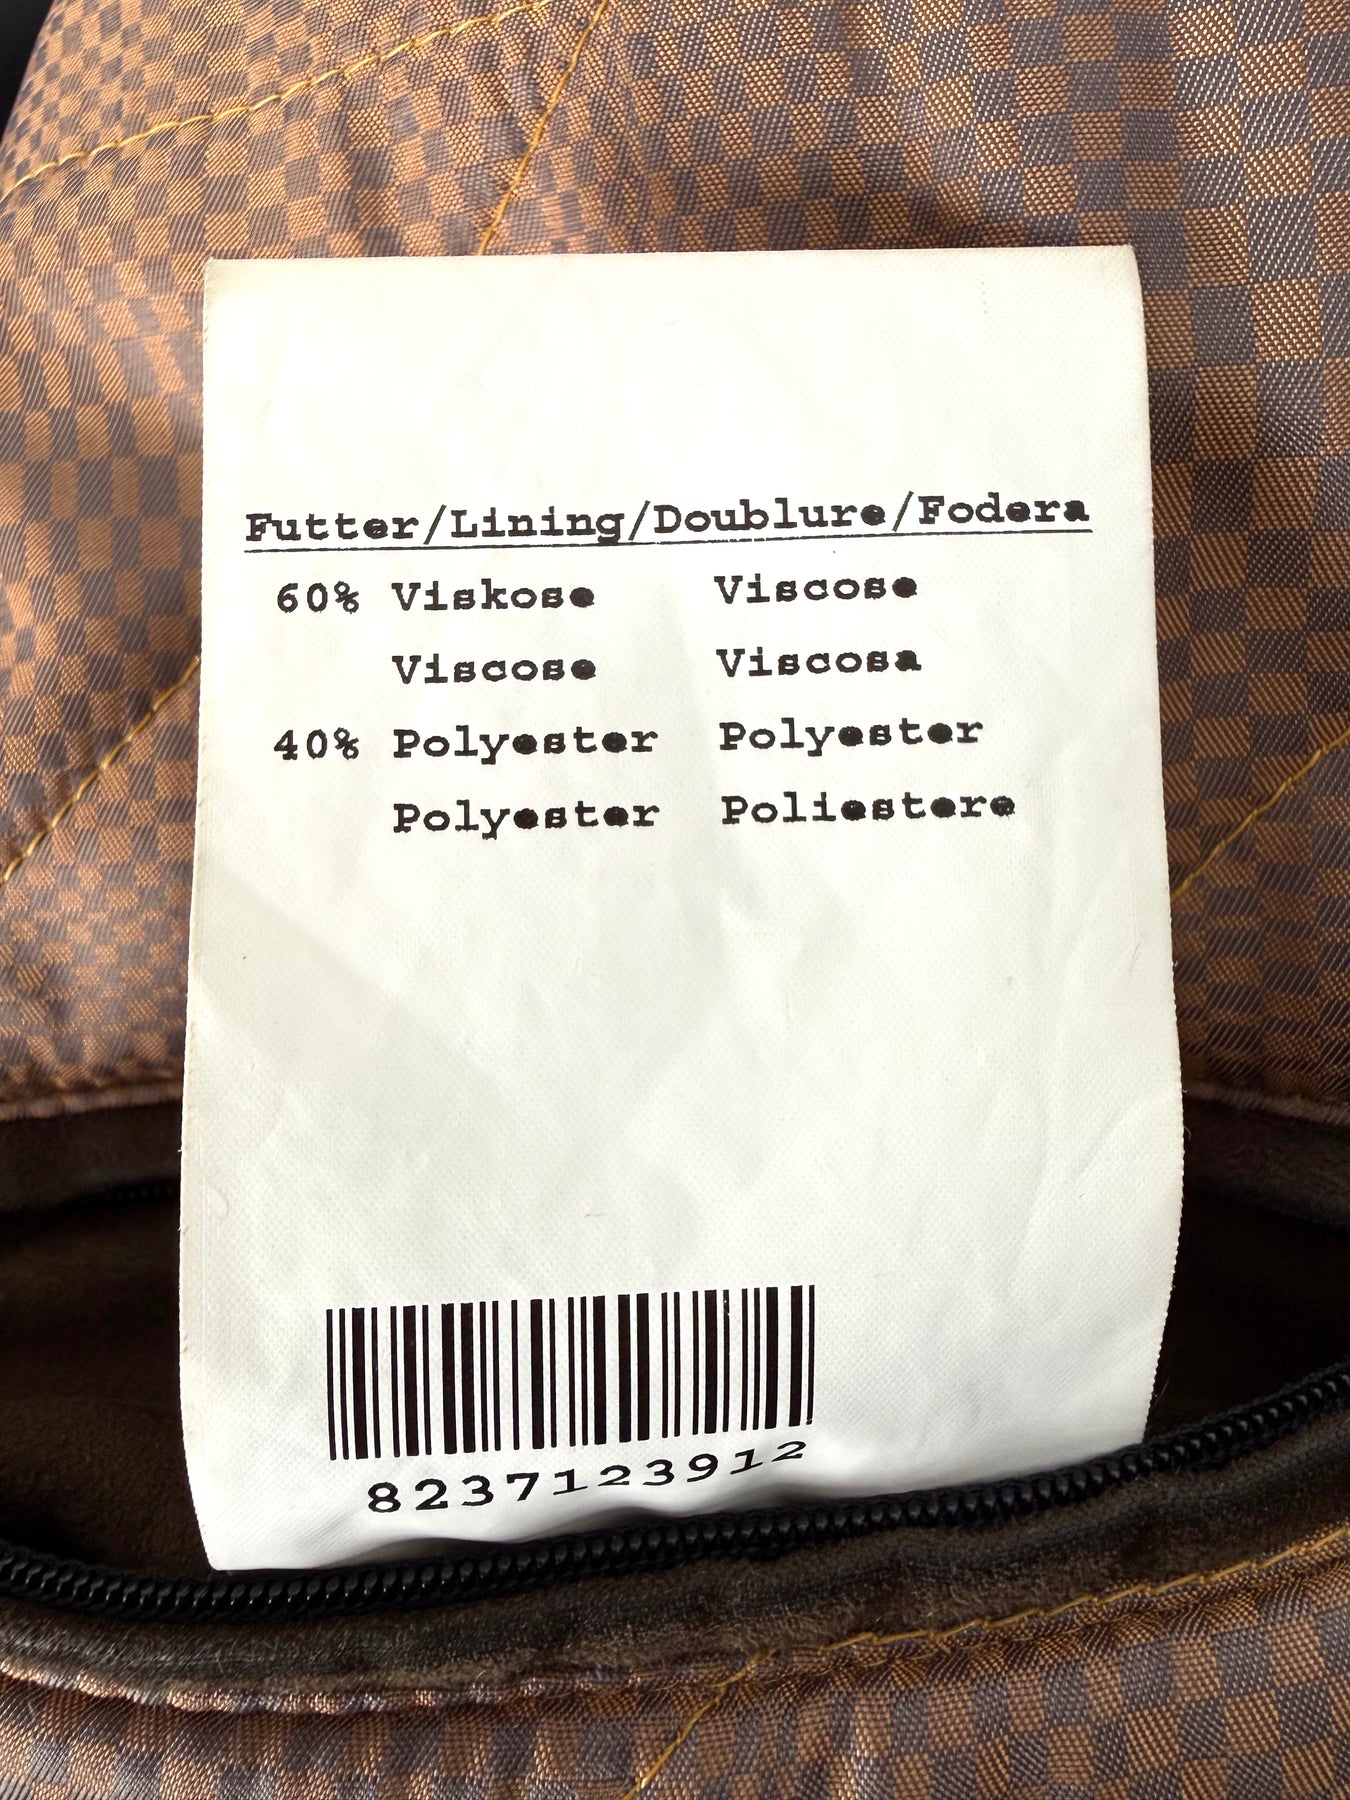 Futter/Lining/Doublure/Fodera
60% Viskose Viscose
Viscose Viscosa
40% Polyester Polyester
Polyester Poliestere
8237123912